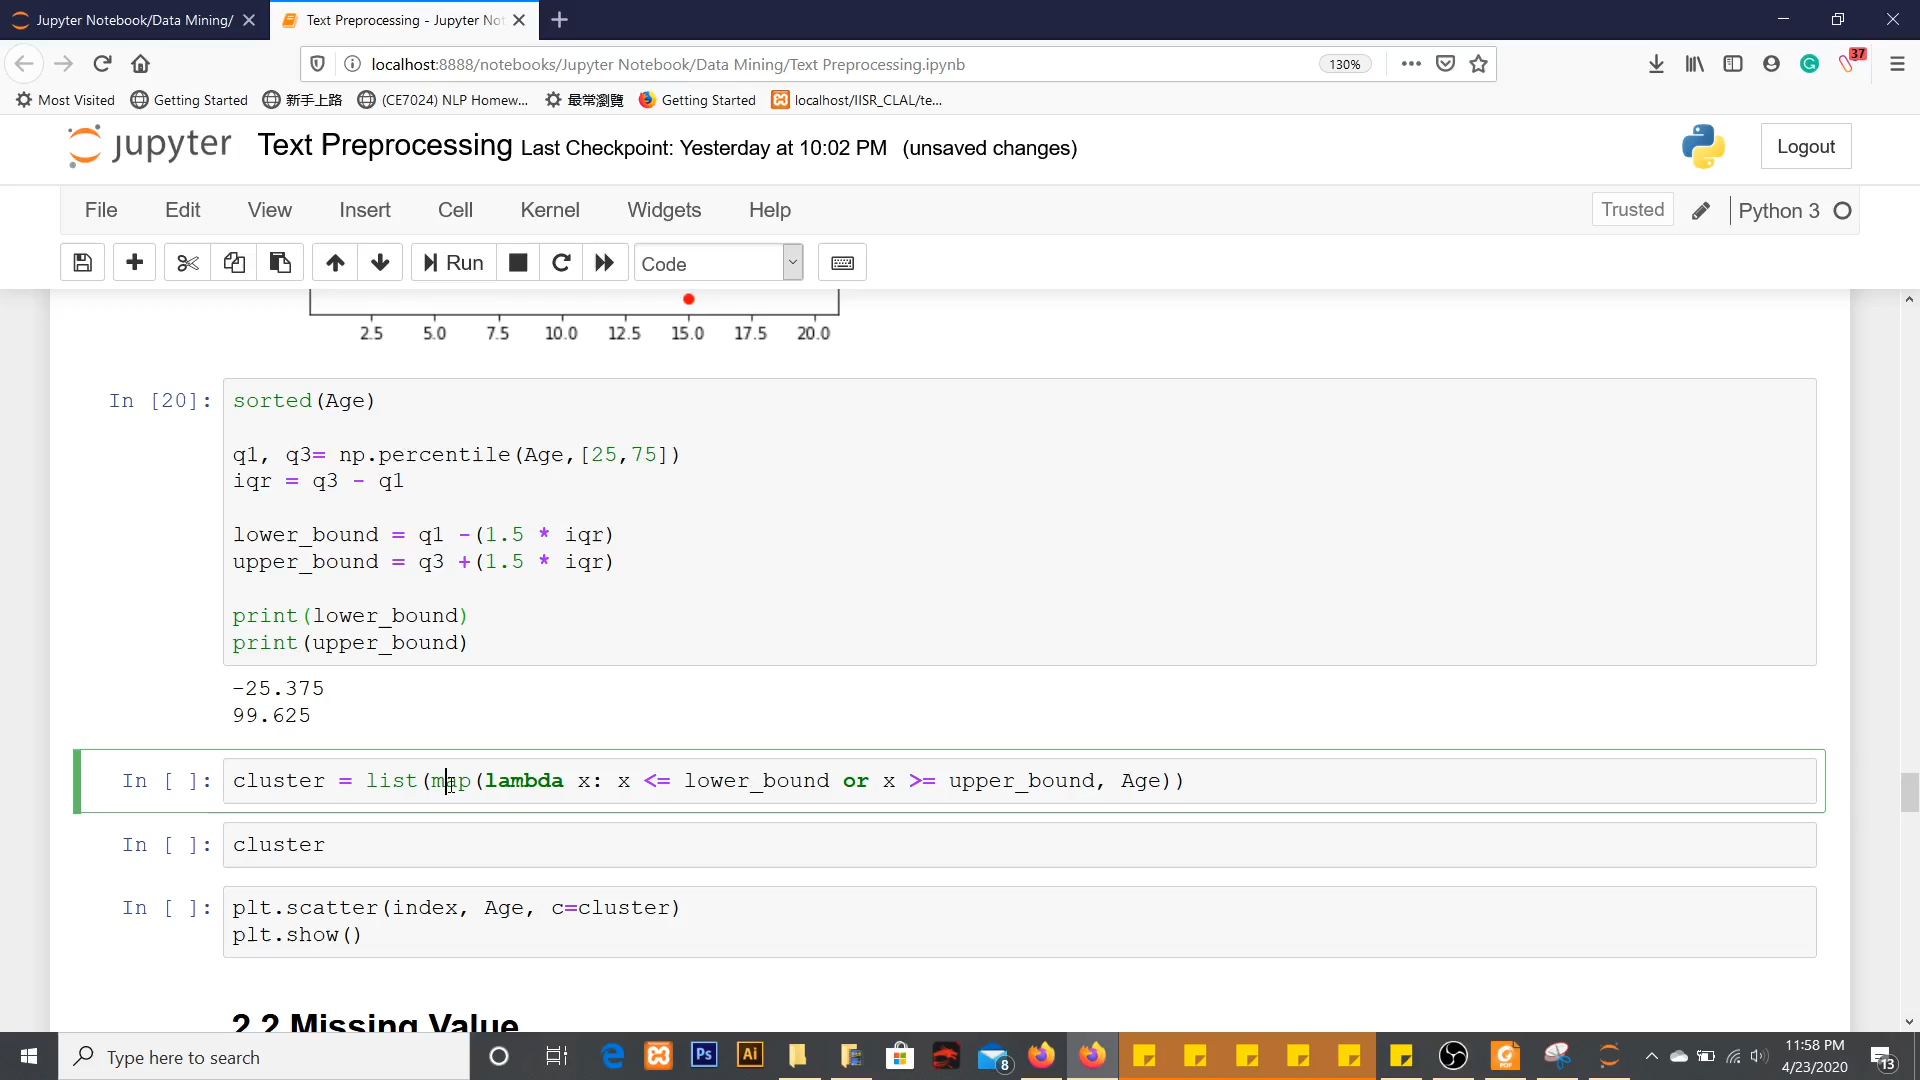 Jupyter Notebook/Data Mining/
Text Preprocessing - Jupyter No
localhost:8888/notebooks/Jupyter Notebook/Data Mining/Text Preprocessing.ipynb
130%
37
Most Visited
Getting Started
新手上路
(CE7024) NLP Homew...
最常瀏覽
Getting Started
localhost/IISR_CLAL/te...
jupyter
Text Preprocessing Last Checkpoint: Yesterday at 10:02 PM (unsaved changes)
Logout
File Edit View Insert Cell Kernel Widgets Help
Trusted
Python 3
Run
Code
2.5 5.0 7.5 10.0 12.5 15.0 17.5 20.0
In [20]: sorted(Age)
q1, q3= np.percentile(Age,[25,75])
iqr = q3 - q1
lower_bound = q1 -(1.5 * iqr)
upper_bound = q3 +(1.5 * iqr)
print(lower_bound)
print(upper_bound)
-25.375
99.625
In [ ]: cluster = list(map(lambda x: x <= lower_bound or x >= upper_bound, Age))
In [ ]: cluster
In [ ]: plt.scatter(index, Age, c=cluster)
plt.show()
2.2 Missing Value
Type here to search
Ps
Ai
8
11:58 PM
4/23/2020
13